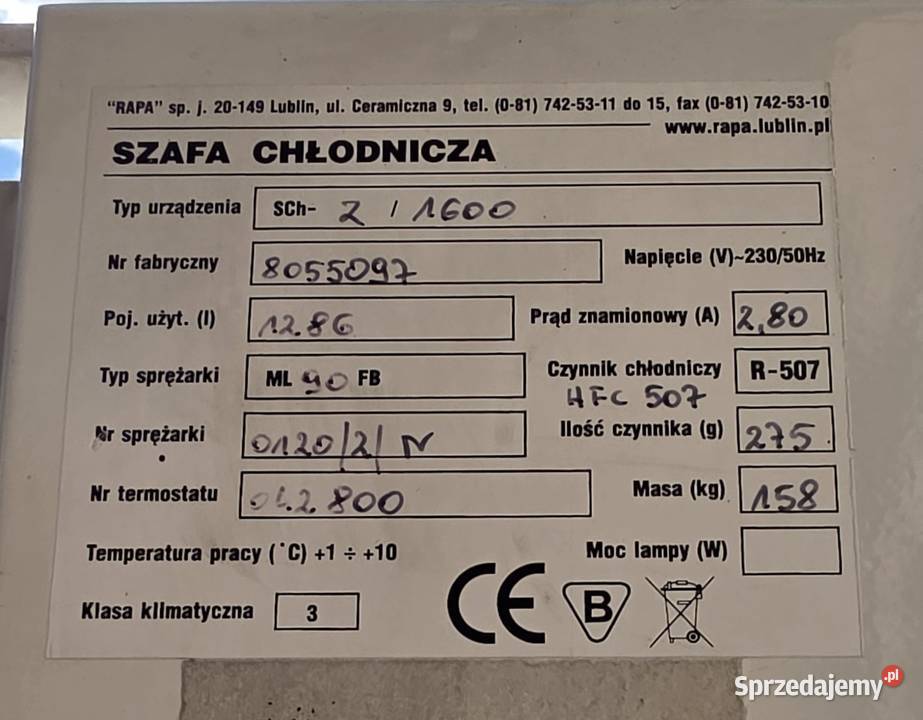 "RAPA" sp. j. 20-149 Lublin, ul. Ceramiczna 9, tel. (0-81) 742-53-11 do 15, fax (0-81) 742-53-10
www.rapa.lublin.pl
SZAFA CHŁODNICZA
Typ urządzenia SCh- Z / 1600
Nr fabryczny 8055097 Napięcie (V)~230/50Hz
Poj. użyt. (l) 1286 Prąd znamionowy (A) 2,80
Typ sprężarki ML 90 FB Czynnik chłodniczy R-507
HFC 507
Nr sprężarki 0120/2/N Ilość czynnika (g) 275
Nr termostatu 042800 Masa (kg) 158
Temperatura pracy (°C) +1 ÷ +10 Moc lampy (W)
Klasa klimatyczna 3 CE B
Sprzedajemy.pl